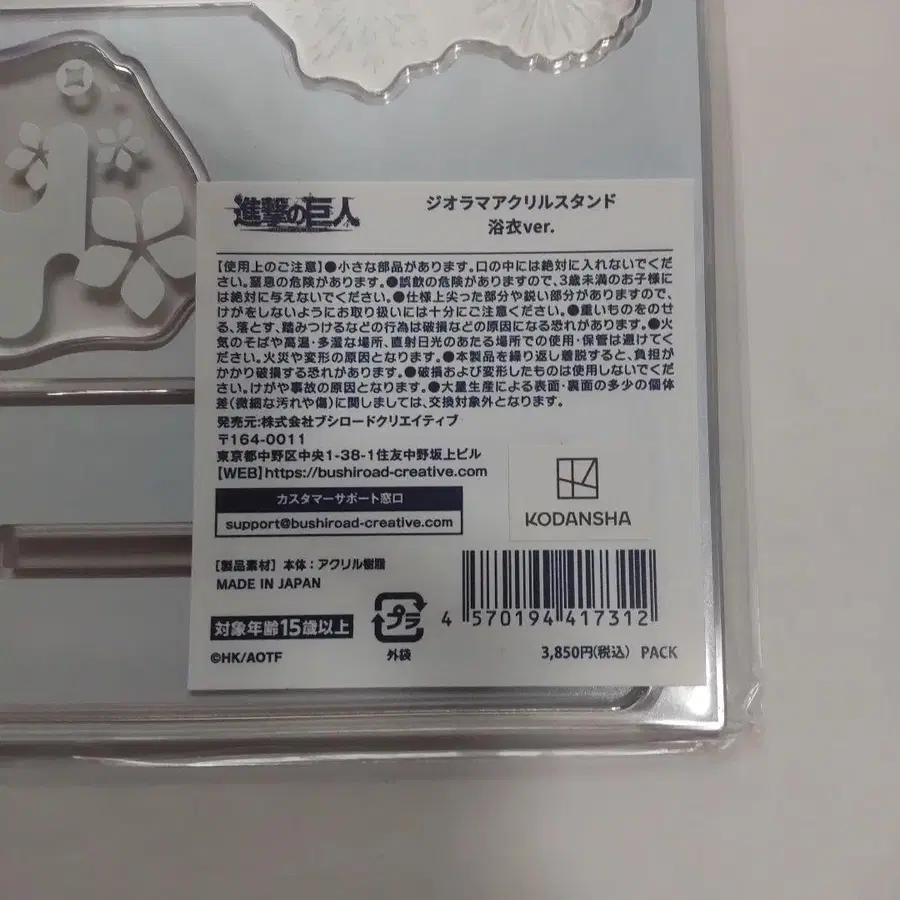 進撃の巨人
ジオラマアクリルスタンド
浴衣ver.
【使用上のご注意】●小さな部品があります。口の中には絶対に入れないでくだ
さい。窒息の危険があります。●誤飲の危険がありますので、3歳未満のお子様に
は絶対に与えないでください。●仕様上尖った部分や鋭い部分がありますので、
けがをしないようにお取り扱いには十分にご注意ください。●重いものをのせ
る、落とす、踏みつけるなどの行為は破損などの原因になる恐れがあります。●火
気のそばや高温・多湿な場所、直射日光のあたる場所での使用・保管は避けてく
ださい。火災や変形の原因となります。●本製品を繰り返し着脱すると、負担が
かかり破損する恐れがあります。●破損および変形したものは使用しないでくだ
さい。けがや事故の原因となります。●大量生産による表面・裏面の多少の個体
差(微細な汚れや傷)に関しましては、交換対象外となります。
発売元:株式会社ブシロードクリエイティブ
〒164-0011
東京都中野区中央1-38-1住友中野坂上ビル
【WEB】https://bushiroad-creative.com
カスタマーサポート窓口
support@bushiroad-creative.com
KODANSHA
【製品素材】本体：アクリル樹脂
MADE IN JAPAN
対象年齢15歳以上
プラ
外袋
4 570194 417312
©HK/AOTF
3,850円(税込) PACK